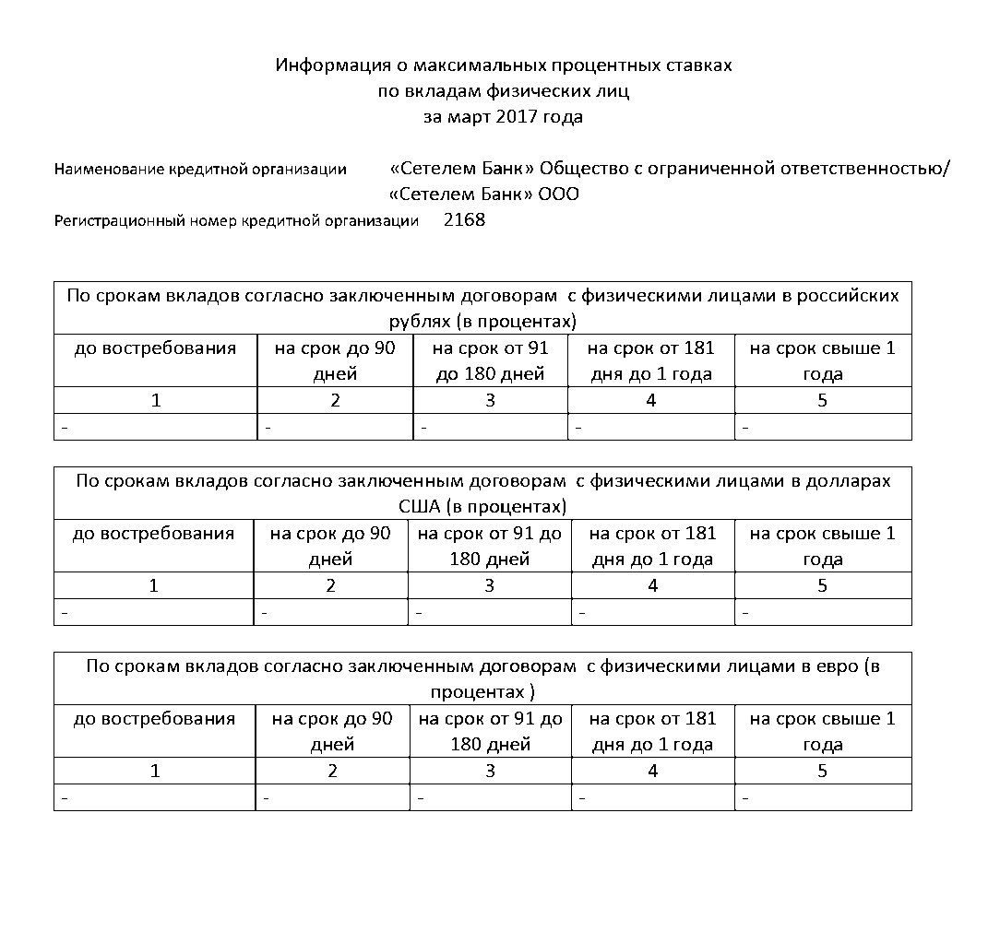 Информация о максимальных процентных ставках
по вкладам физических лиц
за март 2017 года
Наименование кредитной организации «Сетелем Банк» Общество с ограниченной ответственностью/
«Сетелем Банк» ООО
Регистрационный номер кредитной организации 2168
По срокам вкладов согласно заключенным договорам с физическими лицами в российских
рублях (в процентах)
до востребования на срок до 90 на срок от 91 на срок от 181 на срок свыше 1
дней до 180 дней дня до 1 года года
1 2 3 4 5
- - - - -
По срокам вкладов согласно заключенным договорам с физическими лицами в долларах
США (в процентах)
до востребования на срок до 90 на срок от 91 до на срок от 181 на срок свыше 1
дней 180 дней дня до 1 года года
1 2 3 4 5
- - - - -
По срокам вкладов согласно заключенным договорам с физическими лицами в евро (в
процентах )
до востребования на срок до 90 на срок от 91 до на срок от 181 на срок свыше 1
дней 180 дней дня до 1 года года
1 2 3 4 5
- - - - -